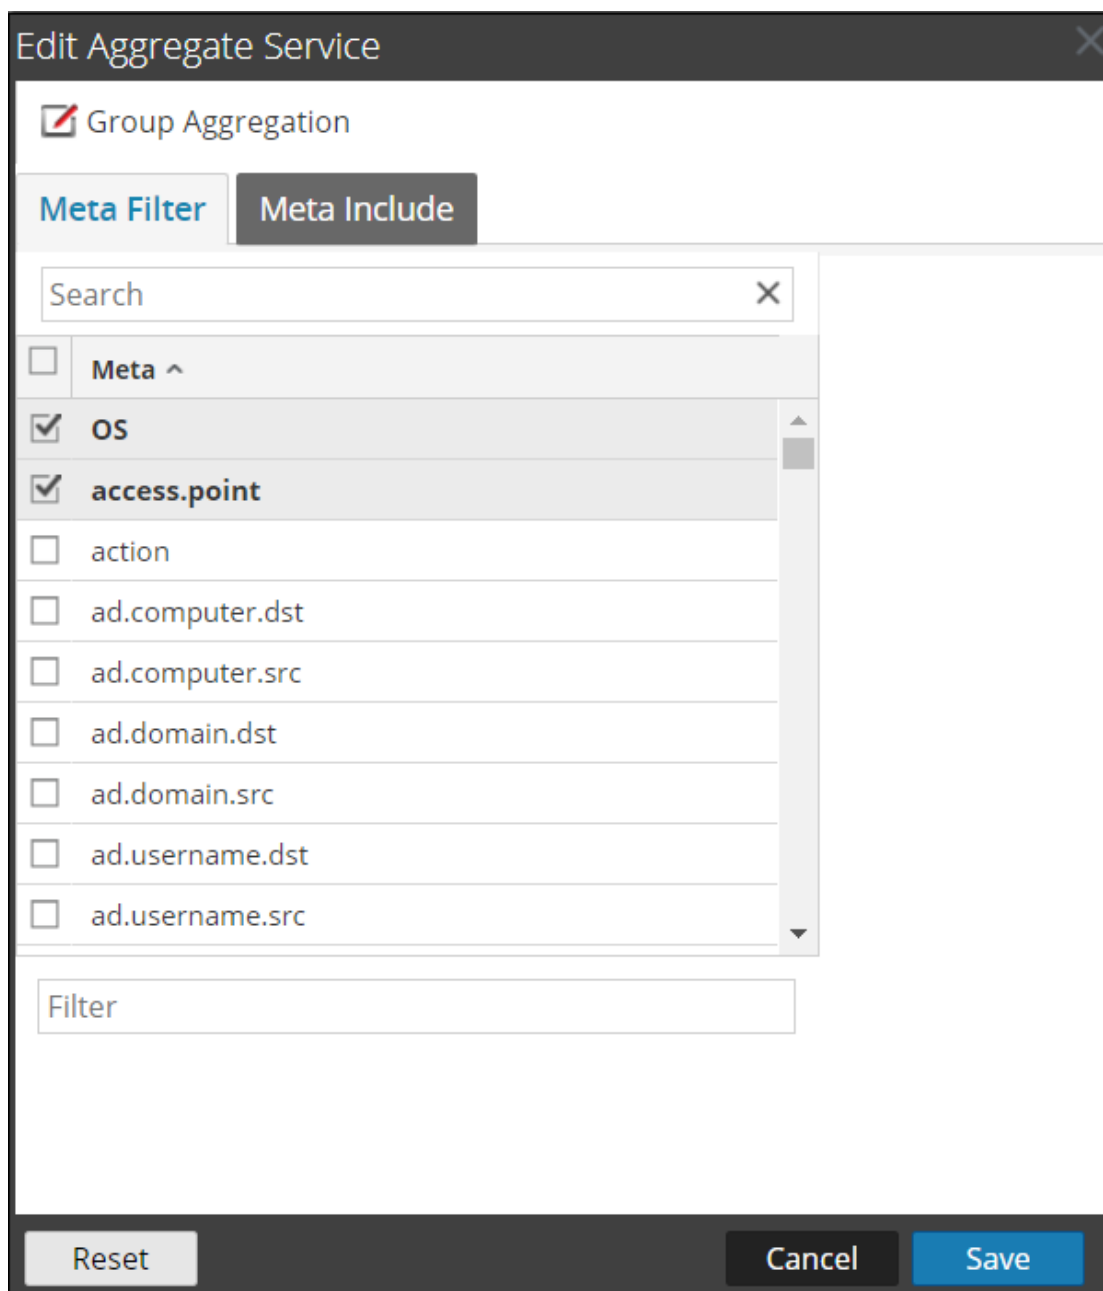 Edit Aggregate Service
Group Aggregation
Meta Filter
Meta Include
Search
Meta
OS
access.point
action
ad.computer.dst
ad.computer.src
ad.domain.dst
ad.domain.src
ad.username.dst
ad.username.src
Filter
Reset
Cancel
Save